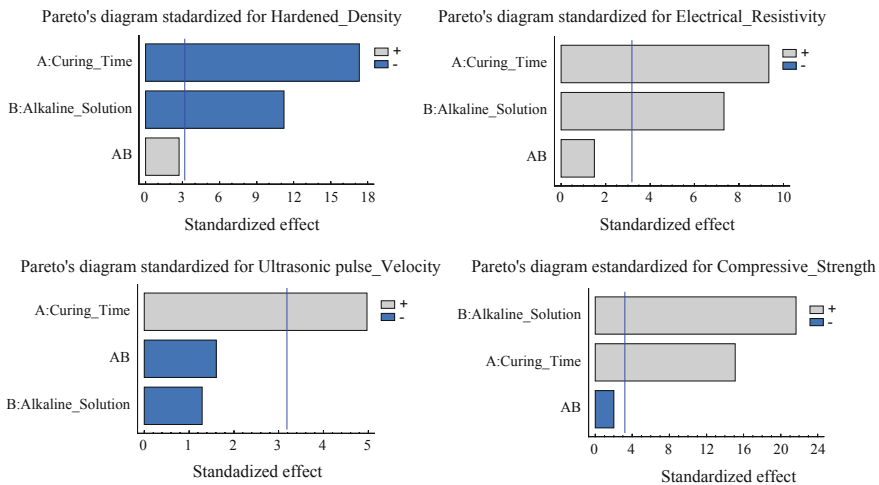 Pareto's diagram stadardized for Hardened_Density
A:Curing_Time
B:Alkaline_Solution
AB
+
-
0 3 6 9 12 15 18
Standardized effect
Pareto's diagram standardized for Electrical_Resistivity
A:Curing_Time
B:Alkaline_Solution
AB
+
-
0 2 4 6 8 10
Standardized effect
Pareto's diagram standardized for Ultrasonic pulse_Velocity
A:Curing_Time
AB
B:Alkaline_Solution
+
-
0 1 2 3 4 5
Standadized effect
Pareto's diagram estandardized for Compressive_Strength
B:Alkaline_Solution
A:Curing_Time
AB
+
-
0 4 8 12 16 20 24
Standardized effect